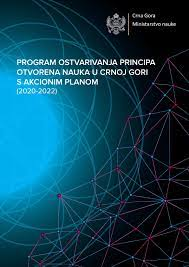 Crna Gora
Ministarstvo nauke
PROGRAM OSTVARIVANJA PRINCIPA
OTVORENA NAUKA U CRNOJ GORI
S AKCIONIM PLANOM
(2020-2022)